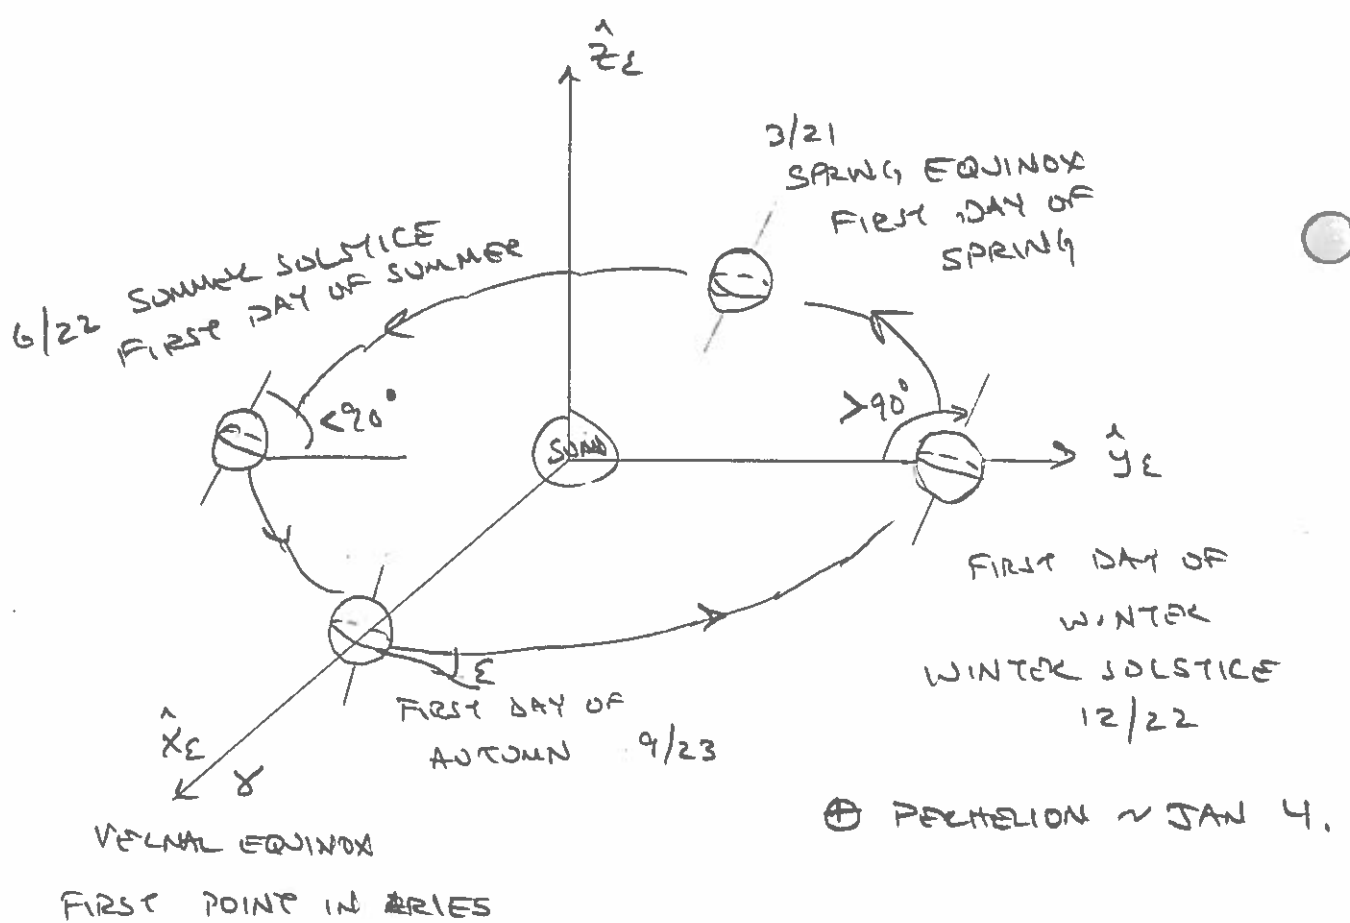 ẑε
3/21
SPRING EQUINOX
FIRST DAY OF
SPRING
6/22 SUMMER SOLSTICE
FIRST DAY OF SUMMER
<90°
>90°
SUN
ŷε
FIRST DAY OF
WINTER
WINTER SOLSTICE
12/22
ε
FIRST DAY OF
AUTUMN 9/23
x̂ε
γ
VERNAL EQUINOX
FIRST POINT IN ARIES
⊕ PERHELION ~ JAN 4.